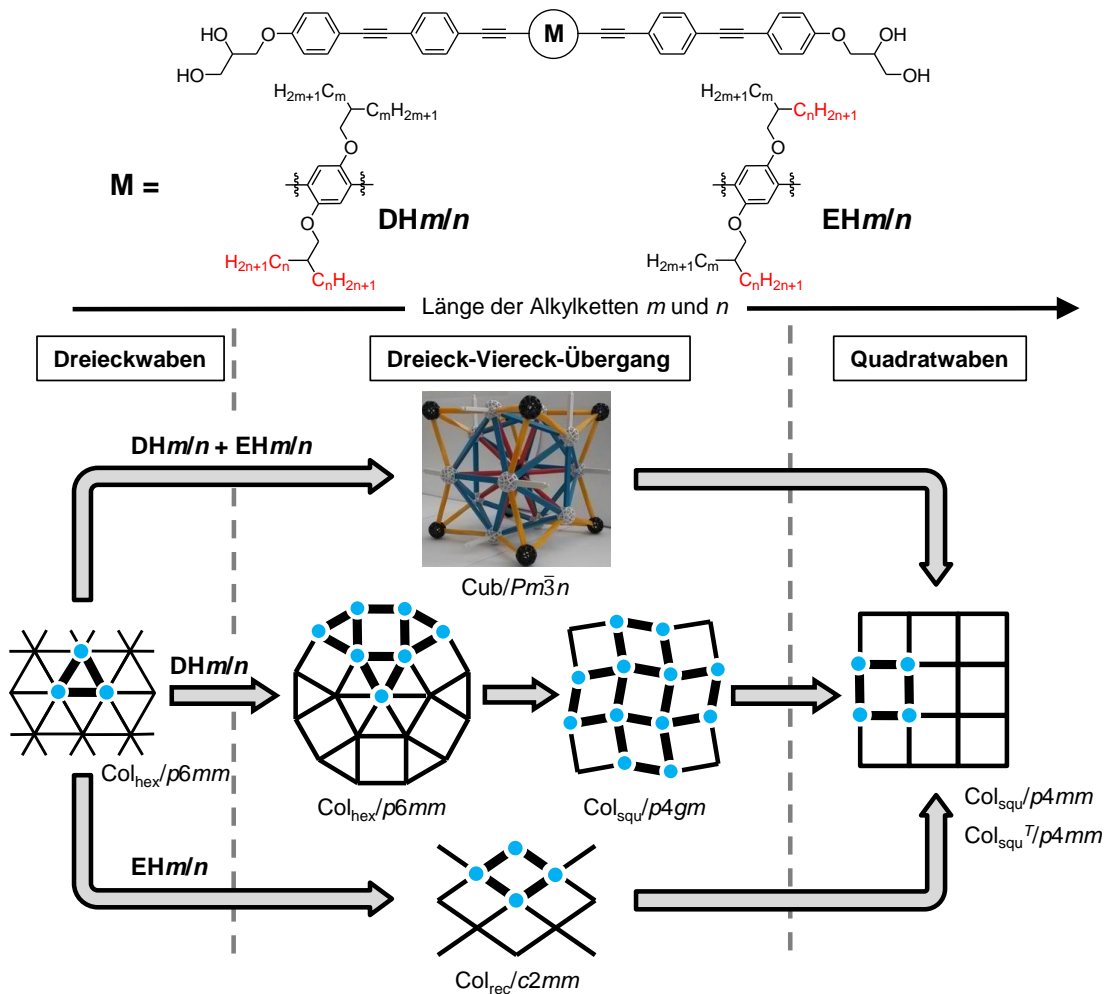 HO
HO
O
M
O
OH
OH
H2m+1Cm
CmH2m+1
O
O
H2n+1Cn
CnH2n+1
M =
DHm/n
H2m+1Cm
CnH2n+1
O
O
H2m+1Cm
CnH2n+1
EHm/n
Länge der Alkylketten m und n
Dreieckwaben
Dreieck-Viereck-Übergang
Quadratwaben
DHm/n + EHm/n
Cub/Pm3̅n
DHm/n
Colhex/p6mm
Colhex/p6mm
Colsqu/p4gm
Colsqu/p4mm
ColsquT/p4mm
EHm/n
Colrec/c2mm